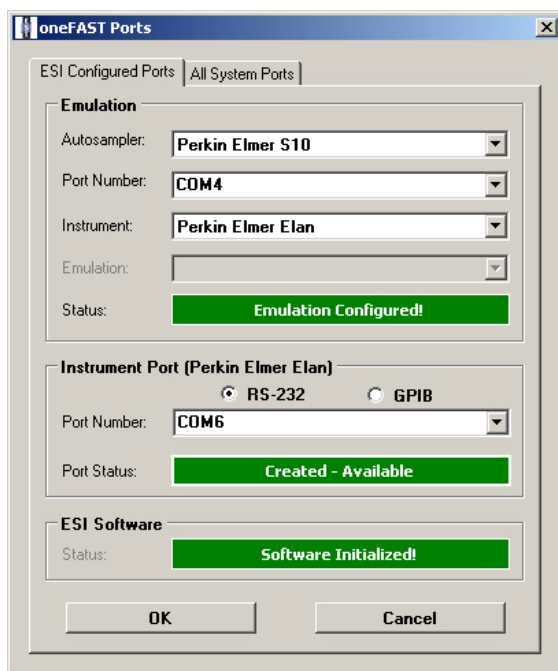 oneFAST Ports
ESI Configured Ports All System Ports
Emulation
Autosampler: Perkin Elmer S10
Port Number: COM4
Instrument: Perkin Elmer Elan
Emulation:
Status: Emulation Configured!
Instrument Port (Perkin Elmer Elan)
RS-232 GPIB
Port Number: COM6
Port Status: Created - Available
ESI Software
Status: Software Initialized!
OK Cancel